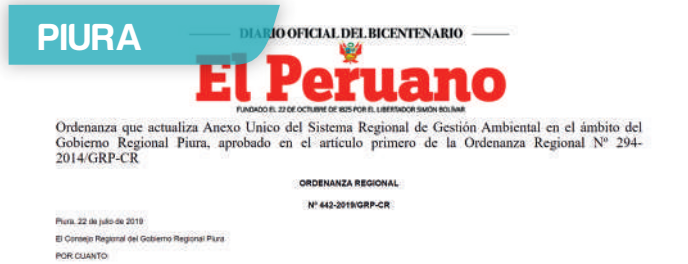 PIURA
DIARIO OFICIAL DEL BICENTENARIO
El Peruano
FUNDADO EL 22 DE OCTUBRE DE 1825 POR EL LIBERTADOR SIMÓN BOLÍVAR
Ordenanza que actualiza Anexo Unico del Sistema Regional de Gestión Ambiental en el ámbito del
Gobierno Regional Piura, aprobado en el artículo primero de la Ordenanza Regional Nº 294-
2014/GRP-CR
ORDENANZA REGIONAL
Nº 442-2019/GRP-CR
Piura, 22 de julio de 2019
El Consejo Regional del Gobierno Regional Piura
POR CUANTO: